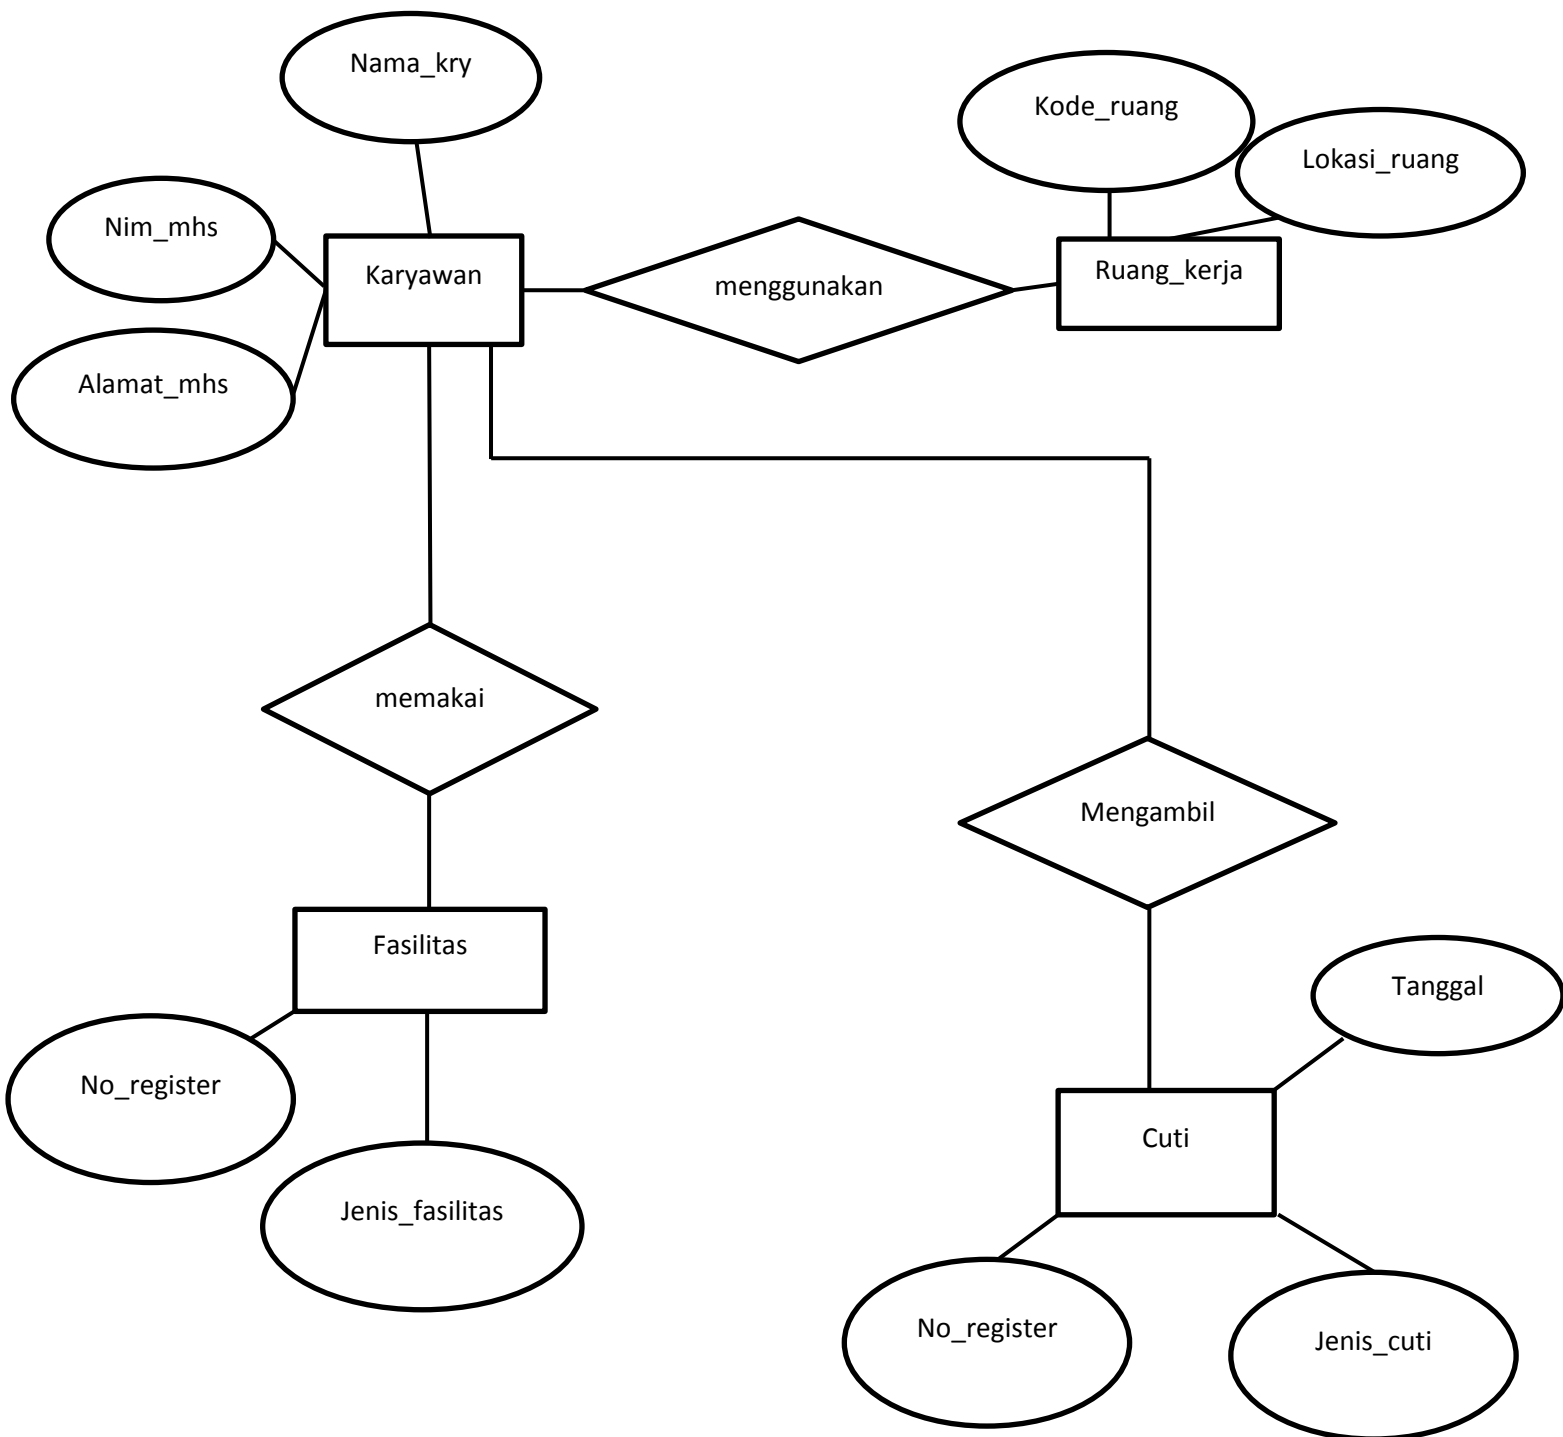 Nama_kry
Kode_ruang
Lokasi_ruang
Nim_mhs
Karyawan
menggunakan
Ruang_kerja
Alamat_mhs
memakai
Mengambil
Fasilitas
Tanggal
No_register
Cuti
Jenis_fasilitas
No_register
Jenis_cuti